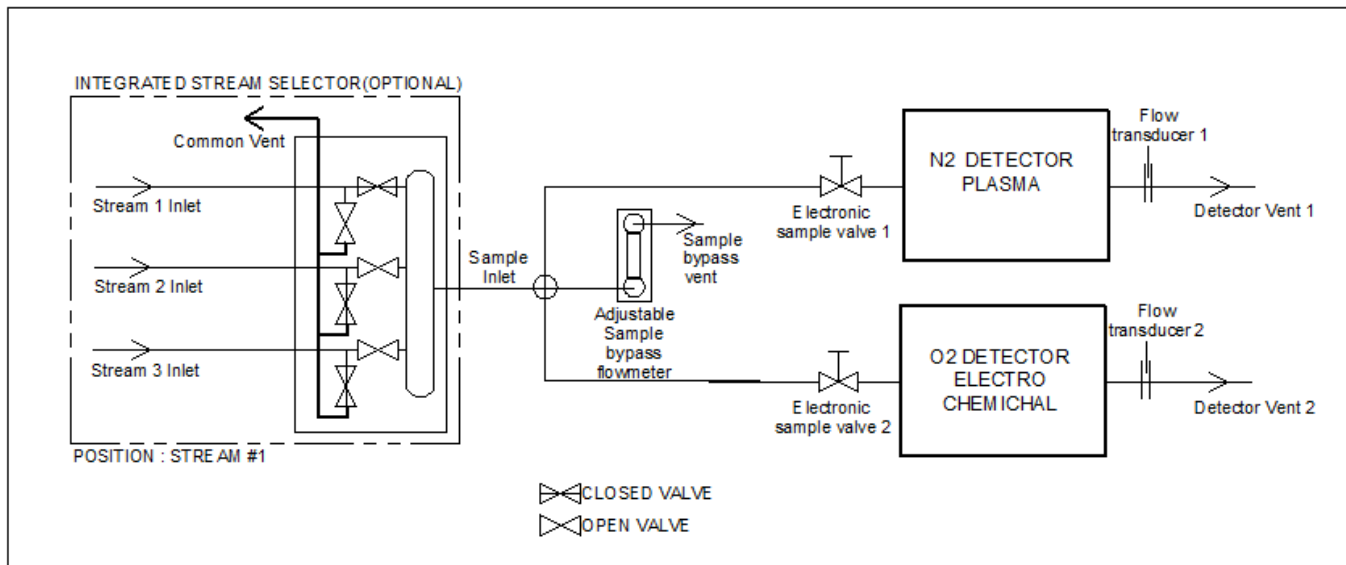 INTEGRATED STREAM SELECTOR(OPTIONAL)
Common Vent
Stream 1 Inlet
Stream 2 Inlet
Stream 3 Inlet
POSITION : STREAM #1
Sample
Inlet
Sample
bypass
vent
Adjustable
Sample
bypass
flowmeter
Electronic
sample valve 1
N2 DETECTOR
PLASMA
Flow
transducer 1
Detector Vent 1
Electronic
sample valve 2
O2 DETECTOR
ELECTRO
CHEMICHAL
Flow
transducer 2
Detector Vent 2
CLOSED VALVE
OPEN VALVE